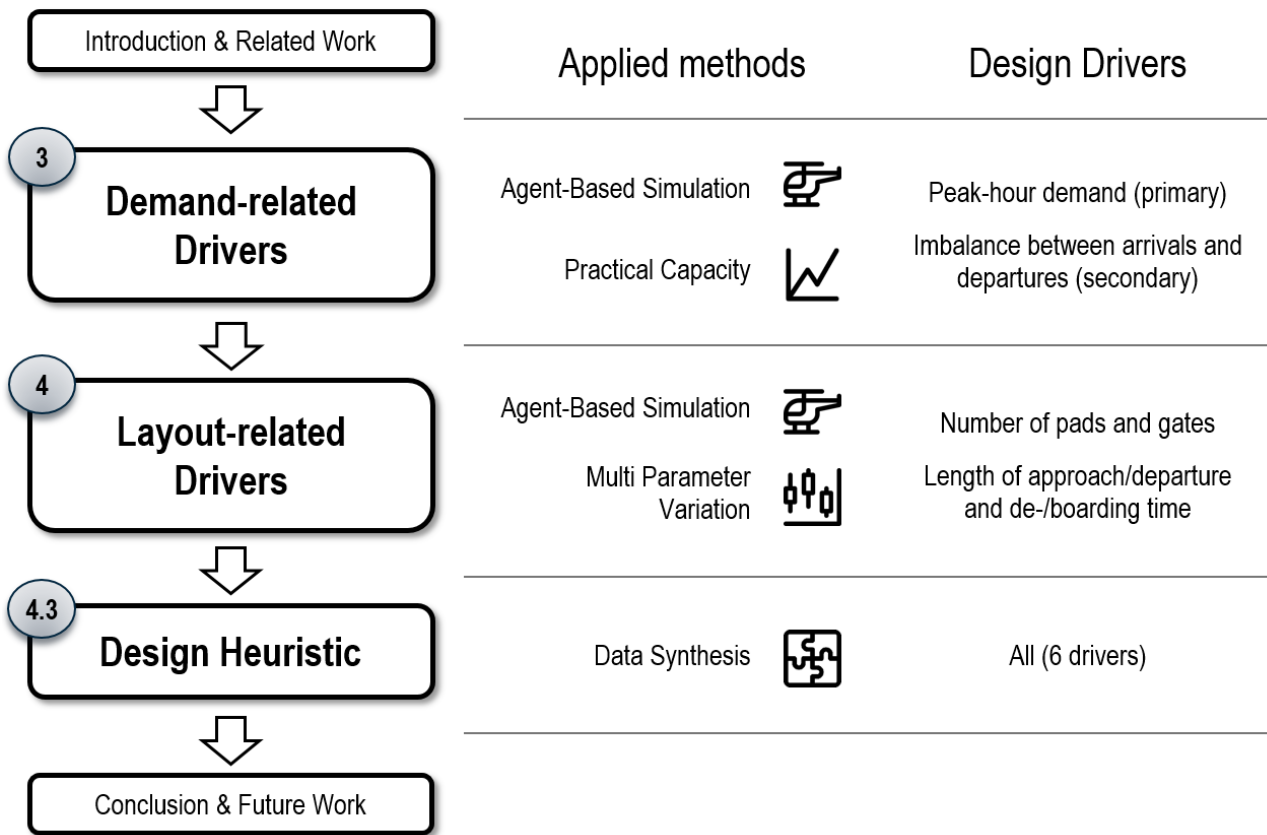 Introduction & Related Work
Applied methods
Design Drivers
3
Demand-related
Drivers
Agent-Based Simulation
Practical Capacity
Peak-hour demand (primary)
Imbalance between arrivals and
departures (secondary)
4
Layout-related
Drivers
Agent-Based Simulation
Multi Parameter
Variation
Number of pads and gates
Length of approach/departure
and de-/boarding time
4.3
Design Heuristic
Data Synthesis
All (6 drivers)
Conclusion & Future Work